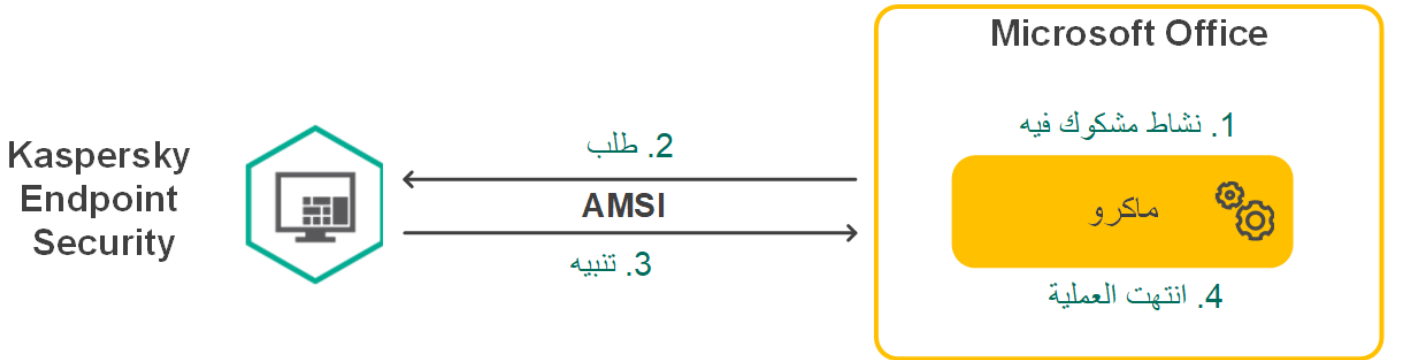 Microsoft Office
1. نشاط مشكوك فيه
ماكرو
4. انتهت العملية
2. طلب
AMSI
3. تنبيه
Kaspersky
Endpoint
Security